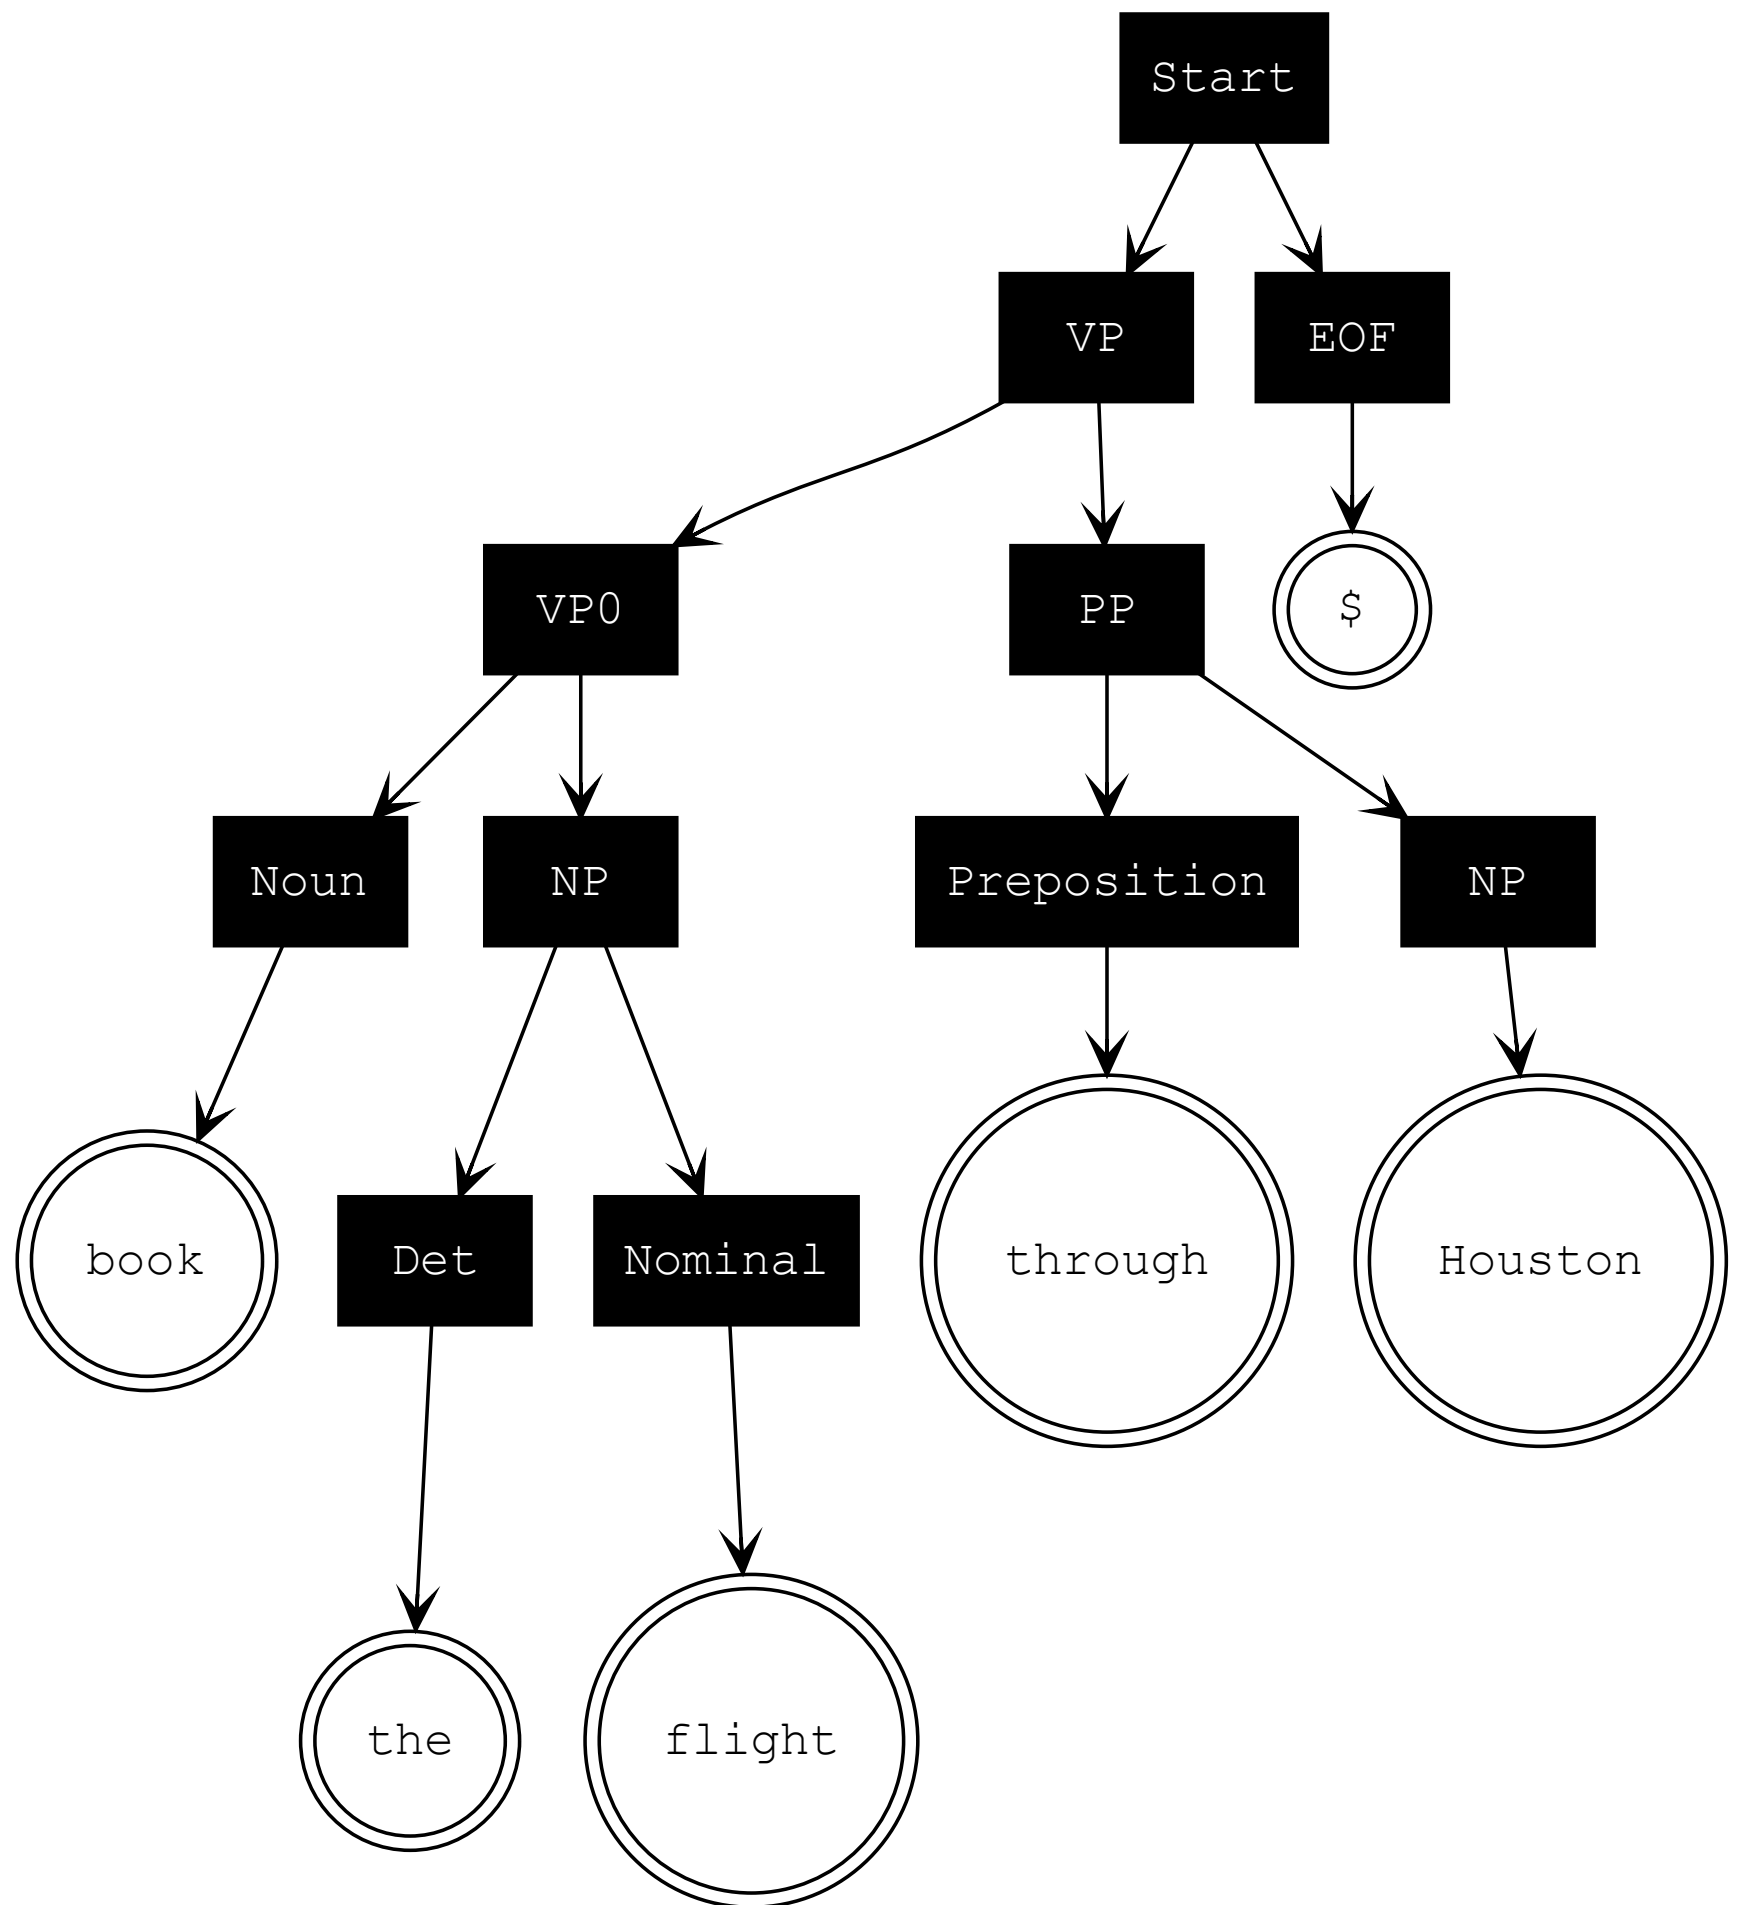 Start
VP EOF
VP0 PP $
Noun NP Preposition NP
book Det Nominal through Houston
the flight